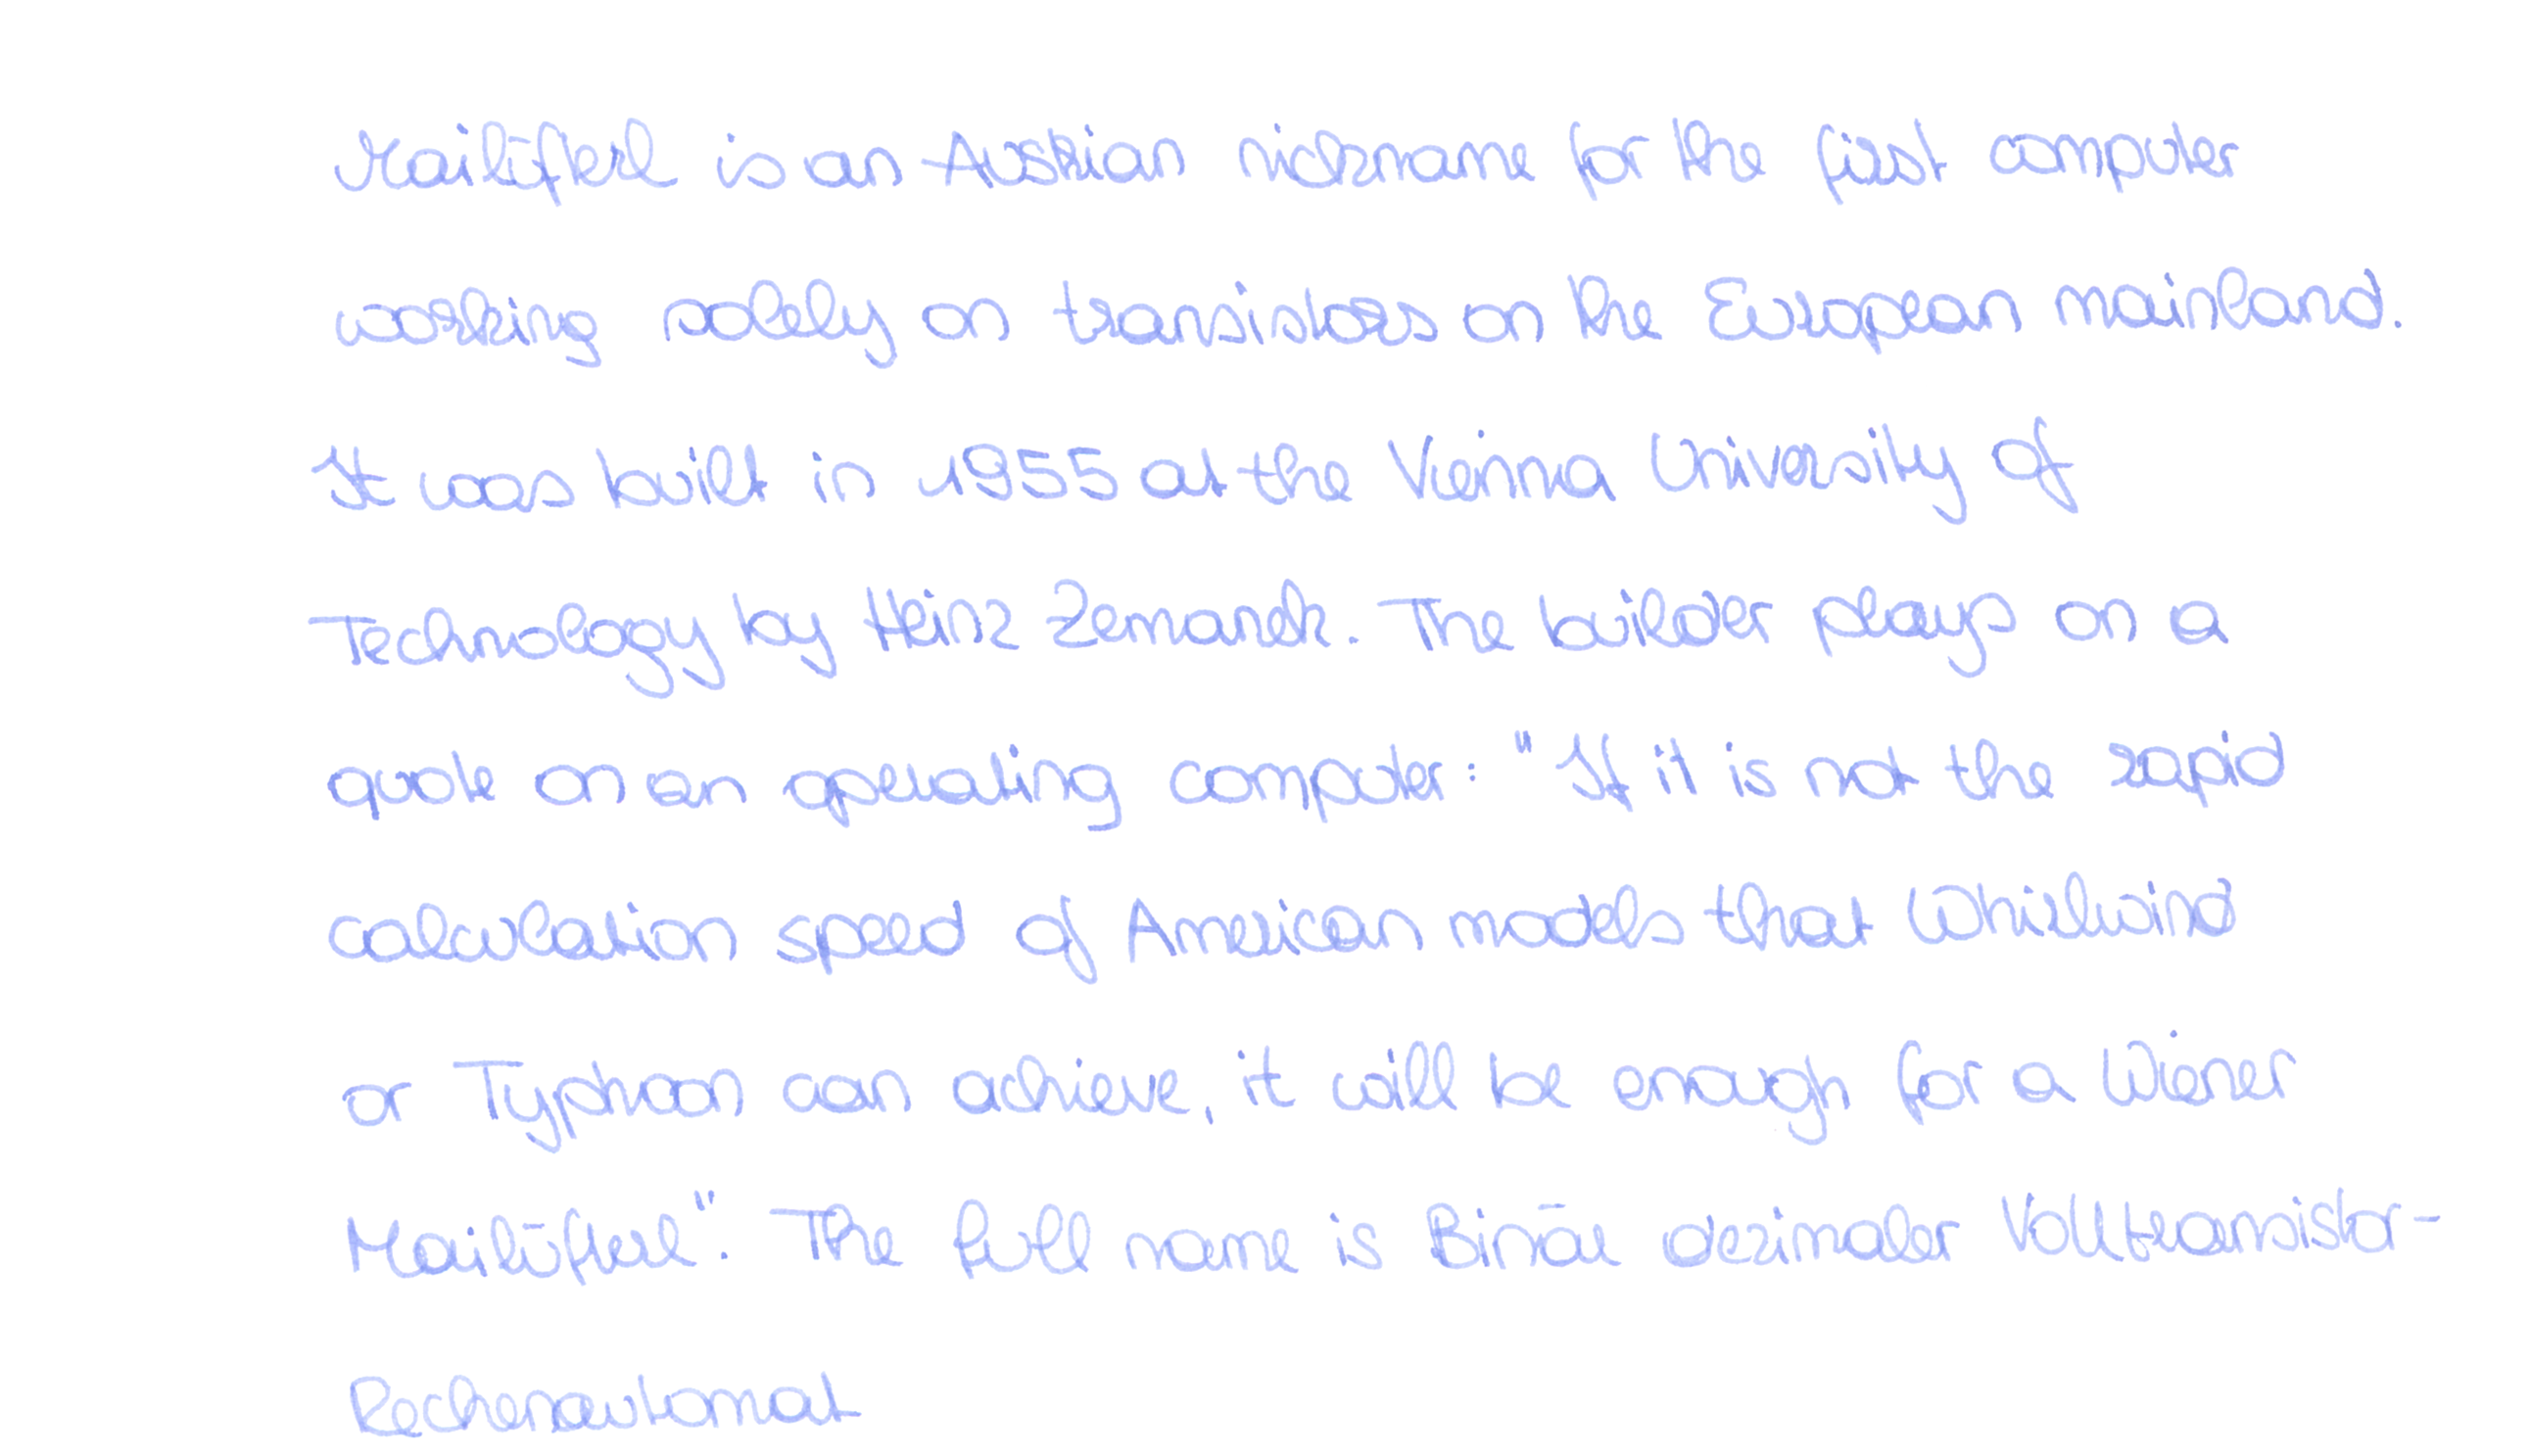 Mailüfterl is an Austrian nickname for the first computer
working solely on transistors on the European mainland.
It was built in 1955 at the Vienna University of
Technology by Heinz Zemanek. The builder plays on a
quote on an operating computer: "If it is not the rapid
calculation speed of American models that Whirlwind
or Typhoon can achieve, it will be enough for a Wiener
Mailüfterl". The full name is Binär dezimaler Volltransistor-
Rechenautomat